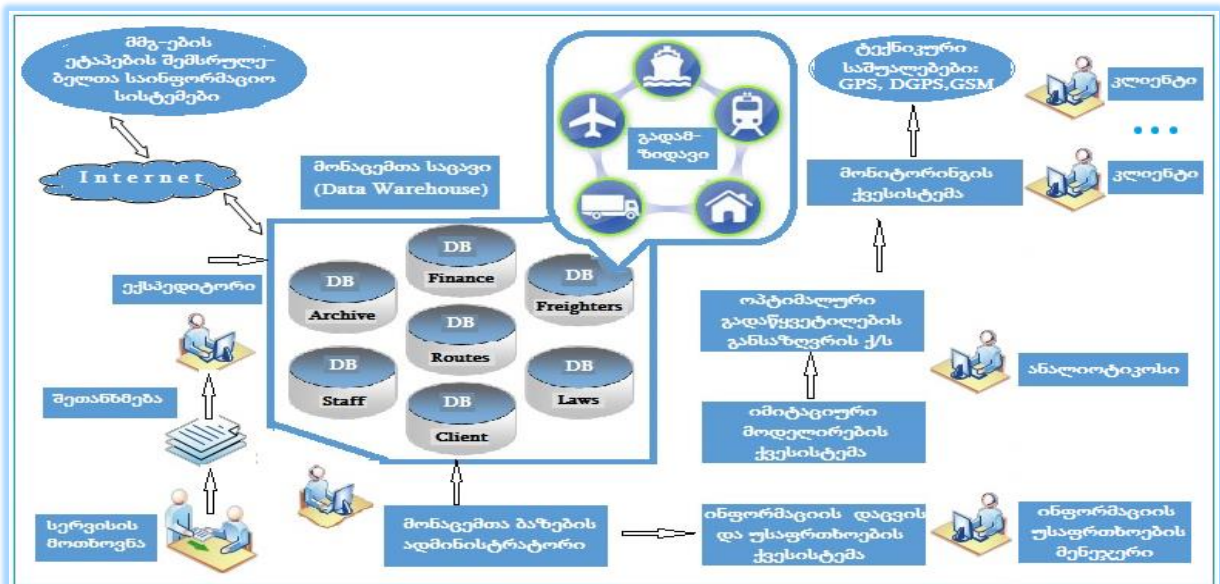 მმგ-ების
ეტაპების შემსრულე-
ბელთა საინფორმაციო
სისტემები
Internet
მონაცემთა საცავი
(Data Warehouse)
გადამ-
ზიდავი
ტექნიკური
საშუალებები:
GPS, DGPS,GSM
კლიენტი
...
კლიენტი
მონიტორინგის
ქვესისტემა
ექსპედიტორი
DB
Finance
DB
Archive
DB
Freighters
DB
Routes
DB
Staff
DB
Laws
DB
Client
ოპტიმალური
გადაწყვეტილების
განსაზღვრის ქ/ს
ანალიოტიკოსი
შეთანხმება
იმიტაციური
მოდელირების
ქვესისტემა
სერვისის
მოთხოვნა
მონაცემთა ბაზების
ადმინისტრატორი
ინფორმაციის დაცვის
და უსაფრთხოების
ქვესისტემა
ინფორმაციის
უსაფრთხოების
მენეჯერი